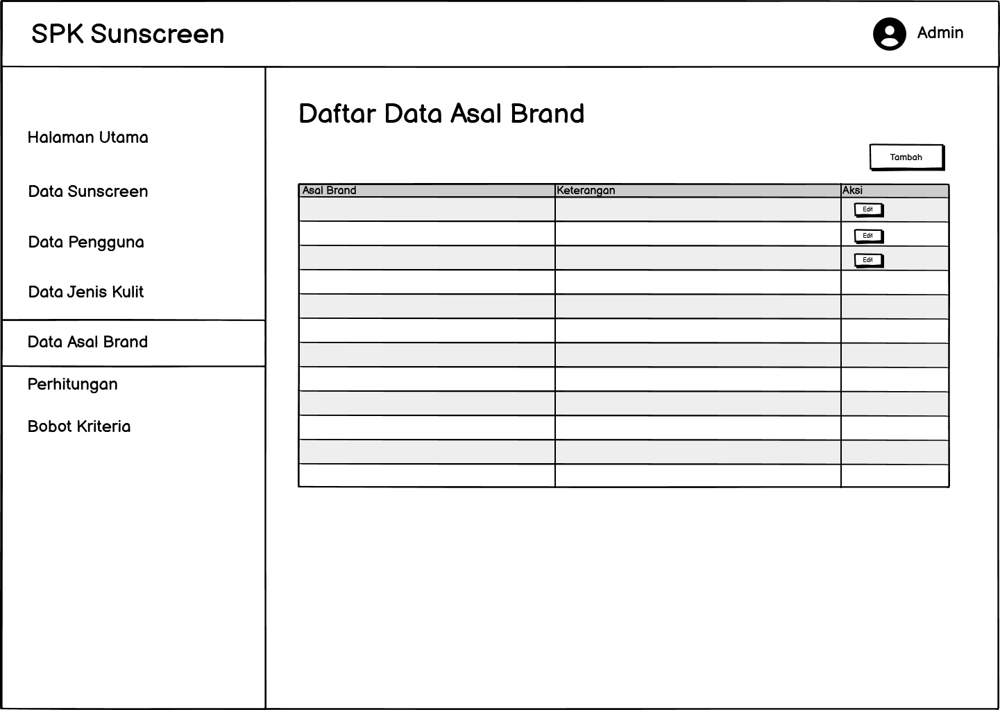 SPK Sunscreen
Admin
Halaman Utama
Data Sunscreen
Data Pengguna
Data Jenis Kulit
Data Asal Brand
Perhitungan
Bobot Kriteria
Daftar Data Asal Brand
Tambah
Asal Brand Keterangan Aksi
Edit
Edit
Edit